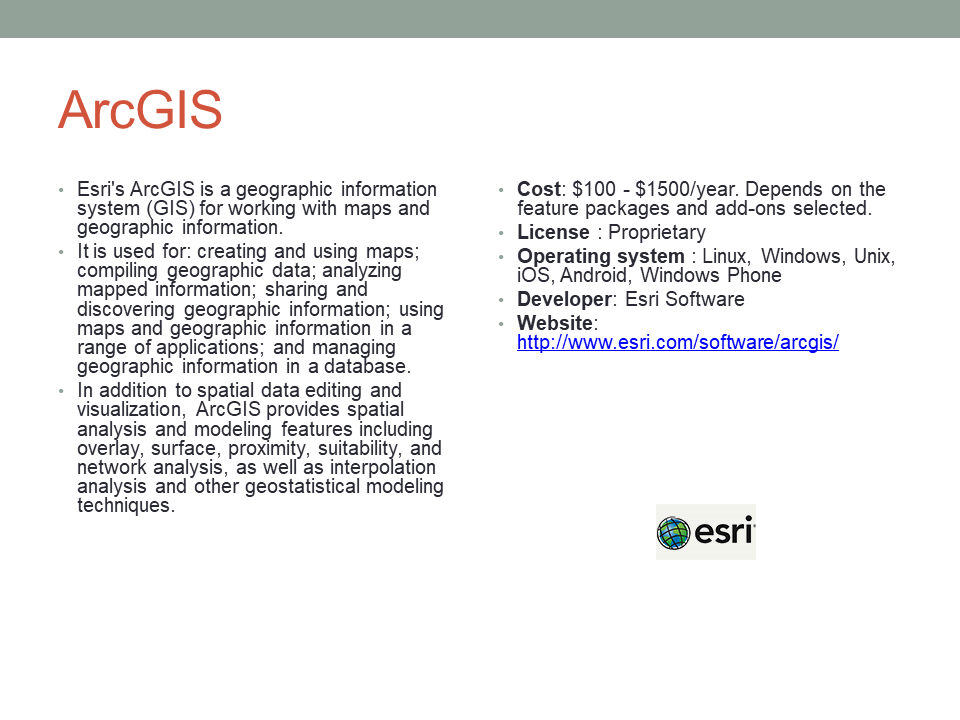 ArcGIS
• Esri's ArcGIS is a geographic information
system (GIS) for working with maps and
geographic information.
• It is used for: creating and using maps;
compiling geographic data; analyzing
mapped information; sharing and
discovering geographic information; using
maps and geographic information in a
range of applications; and managing
geographic information in a database.
• In addition to spatial data editing and
visualization, ArcGIS provides spatial
analysis and modeling features including
overlay, surface, proximity, suitability, and
network analysis, as well as interpolation
analysis and other geostatistical modeling
techniques.
• Cost: $100 - $1500/year. Depends on the
feature packages and add-ons selected.
• License : Proprietary
• Operating system : Linux, Windows, Unix,
iOS, Android, Windows Phone
• Developer: Esri Software
• Website:
http://www.esri.com/software/arcgis/
esri